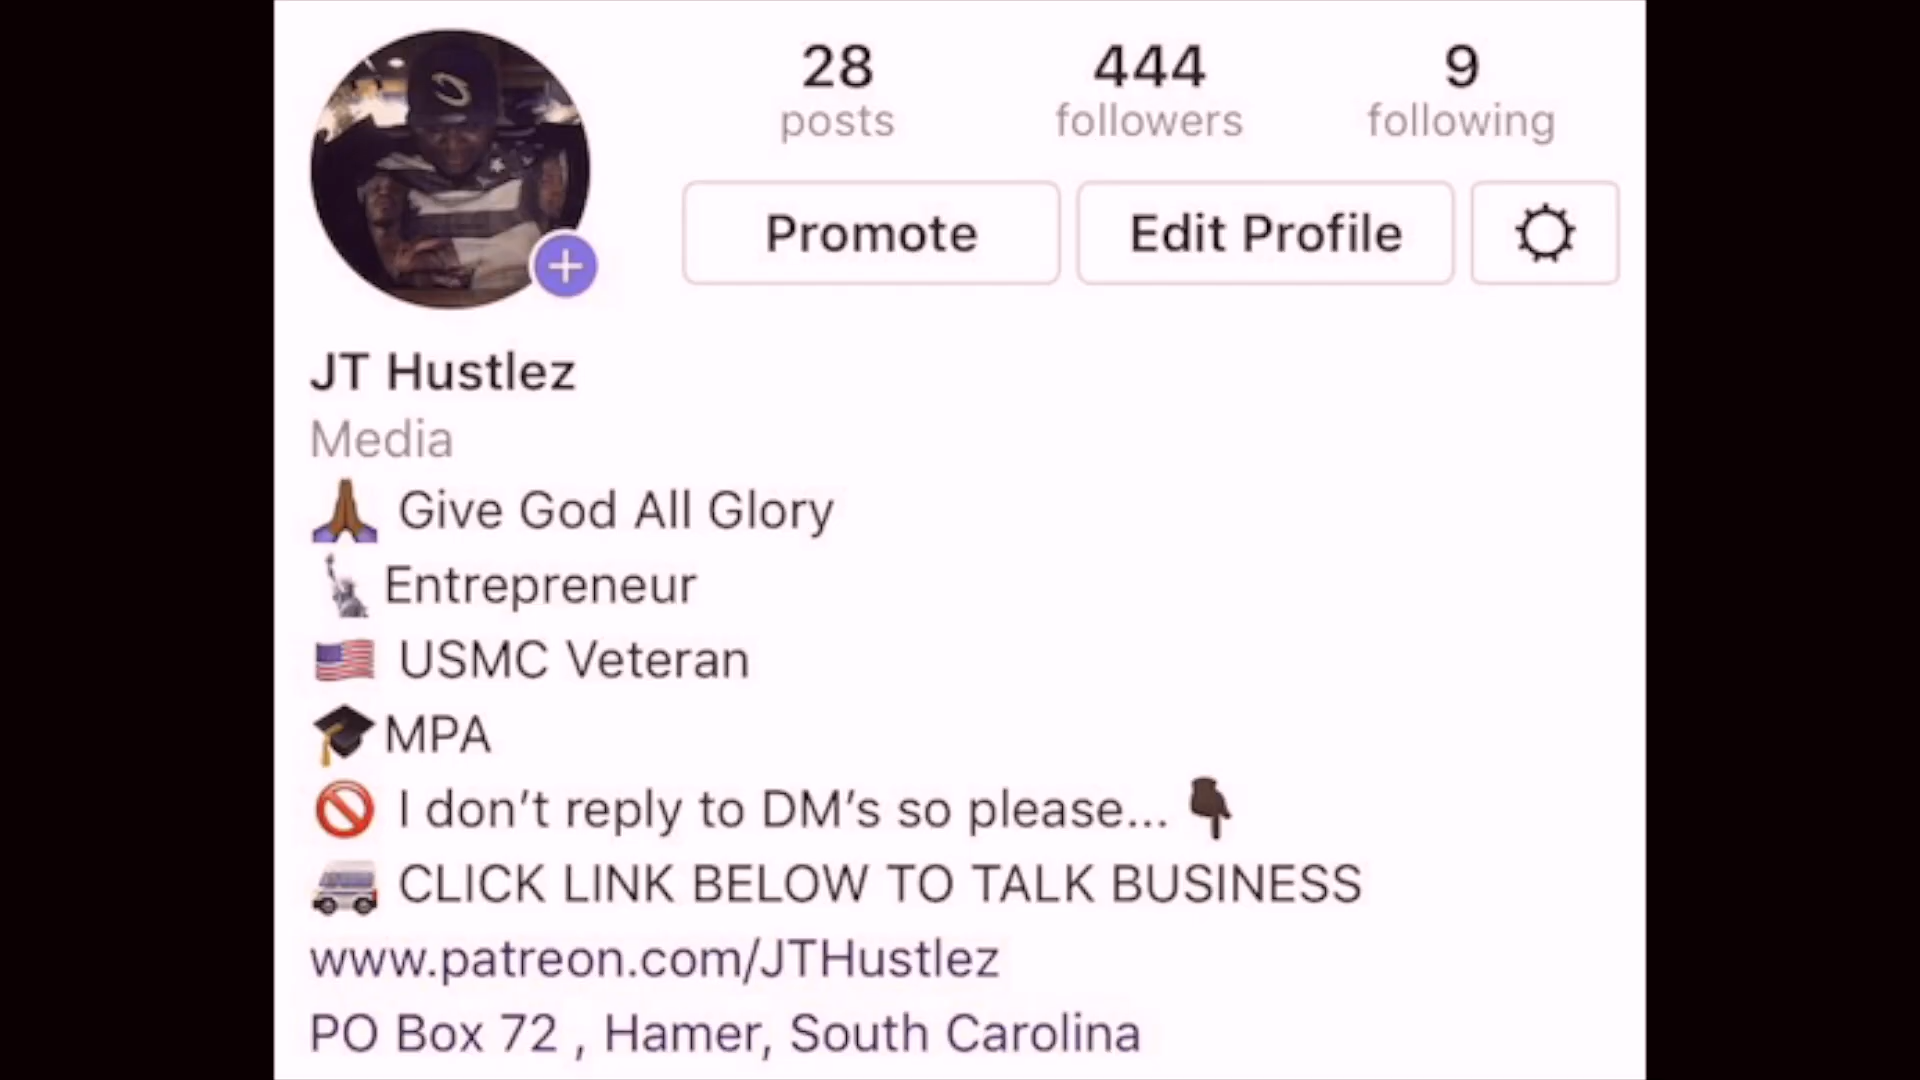 28 444 9
posts followers following
Promote Edit Profile
JT Hustlez
Media
🙏🏾 Give God All Glory
🗽Entrepreneur
🇺🇸 USMC Veteran
🎓MPA
🚫 I don’t reply to DM’s so please... 👇🏿
🚐 CLICK LINK BELOW TO TALK BUSINESS
www.patreon.com/JTHustlez
PO Box 72 , Hamer, South Carolina